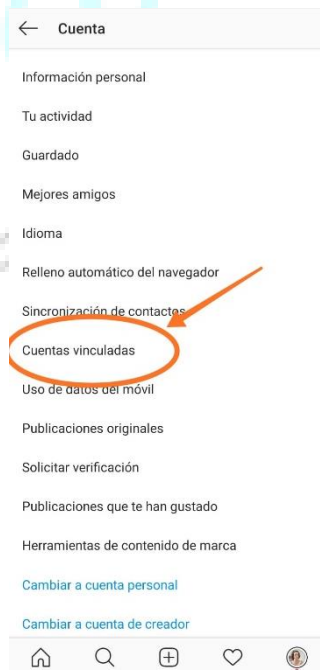 Cuenta
Información personal
Tu actividad
Guardado
Mejores amigos
Idioma
Relleno automático del navegador
Sincronización de contactos
Cuentas vinculadas
Uso de datos del móvil
Publicaciones originales
Solicitar verificación
Publicaciones que te han gustado
Herramientas de contenido de marca
Cambiar a cuenta personal
Cambiar a cuenta de creador